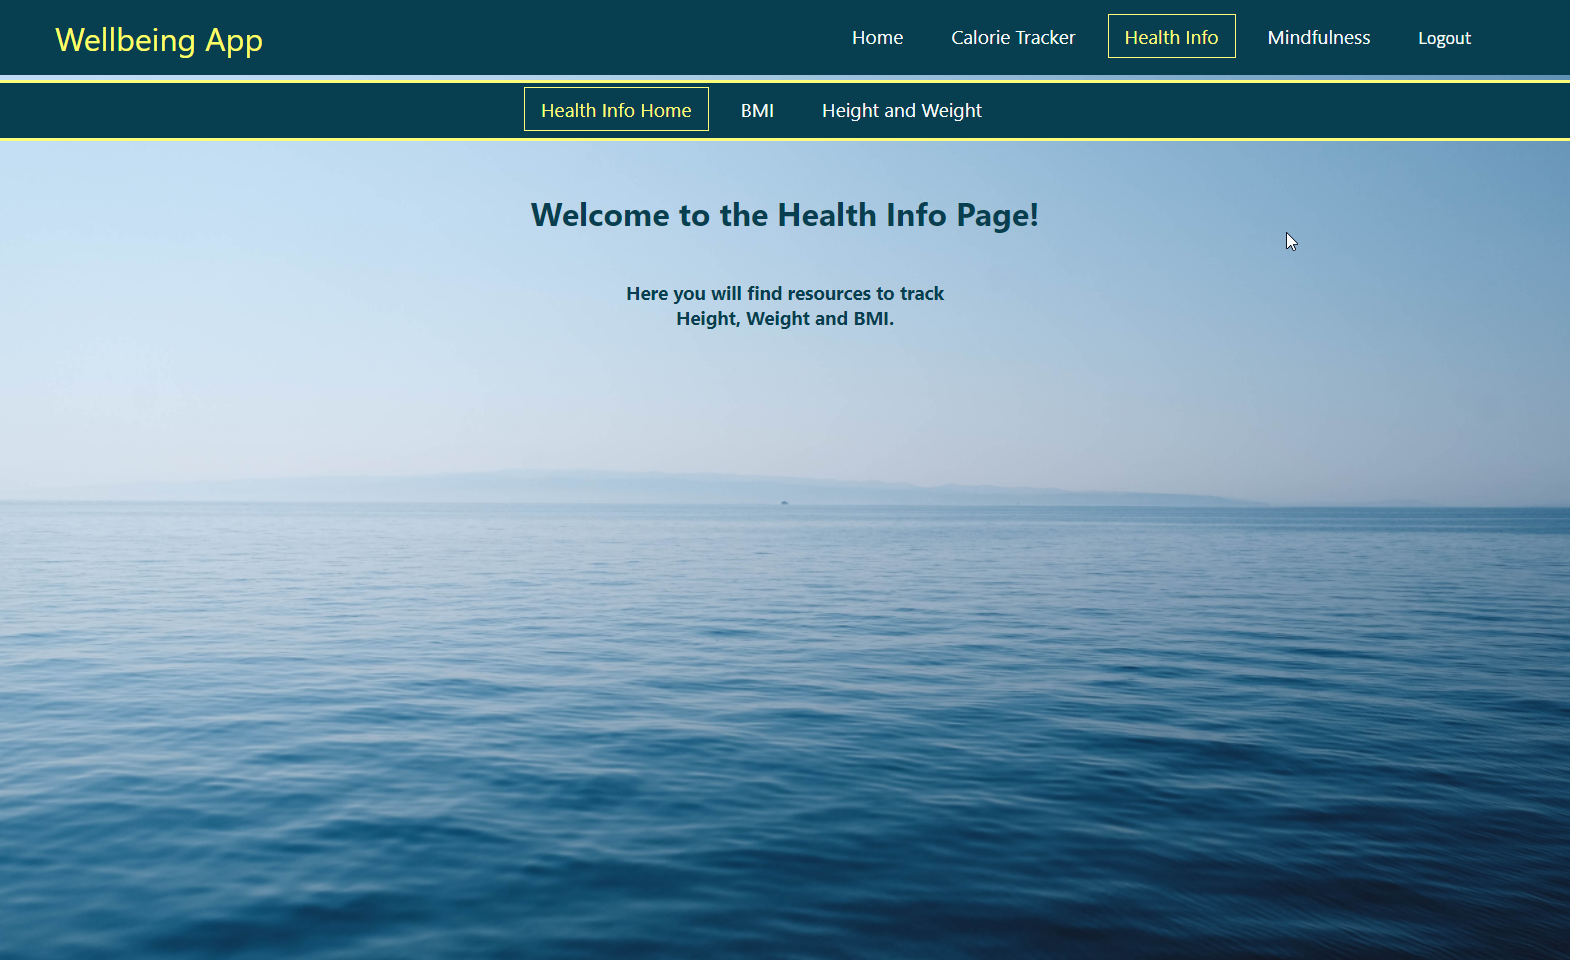 Wellbeing App
Home Calorie Tracker Health Info Mindfulness Logout
Health Info Home BMI Height and Weight
Welcome to the Health Info Page!
Here you will find resources to track
Height, Weight and BMI.